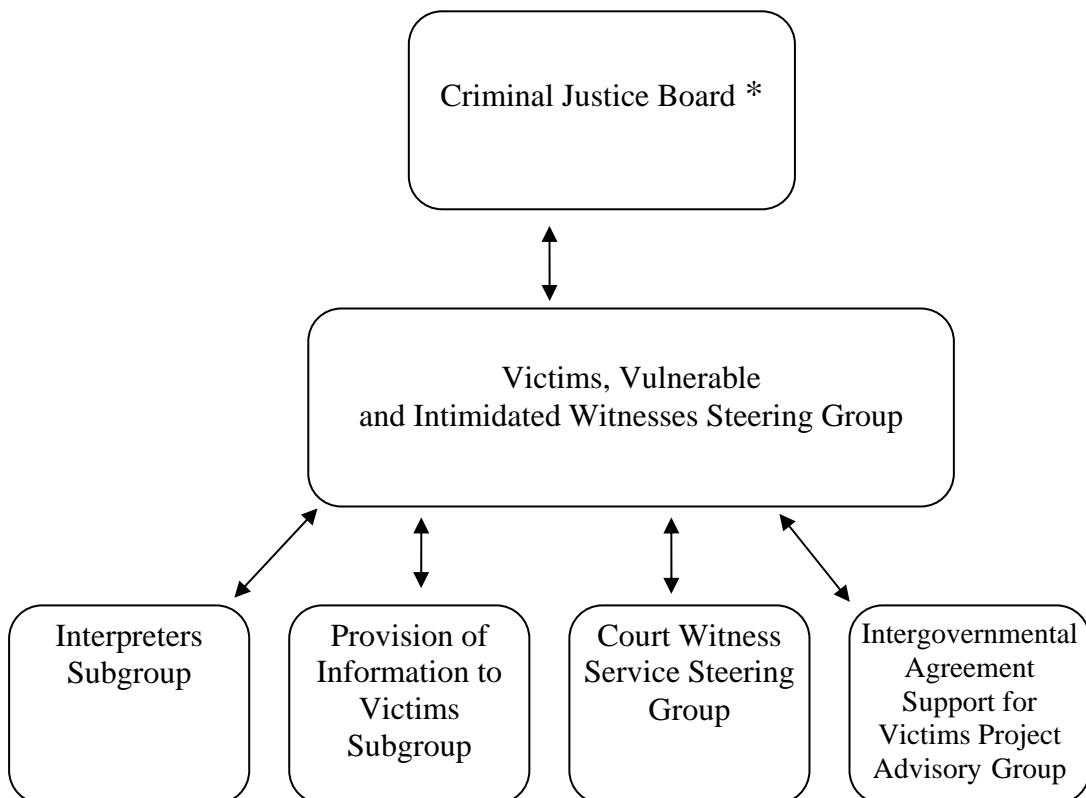 Criminal Justice Board *
Victims, Vulnerable
and Intimidated Witnesses Steering Group
Interpreters
Subgroup
Provision of
Information to
Victims
Subgroup
Court Witness
Service Steering
Group
Intergovernmental
Agreement
Support for
Victims Project
Advisory Group